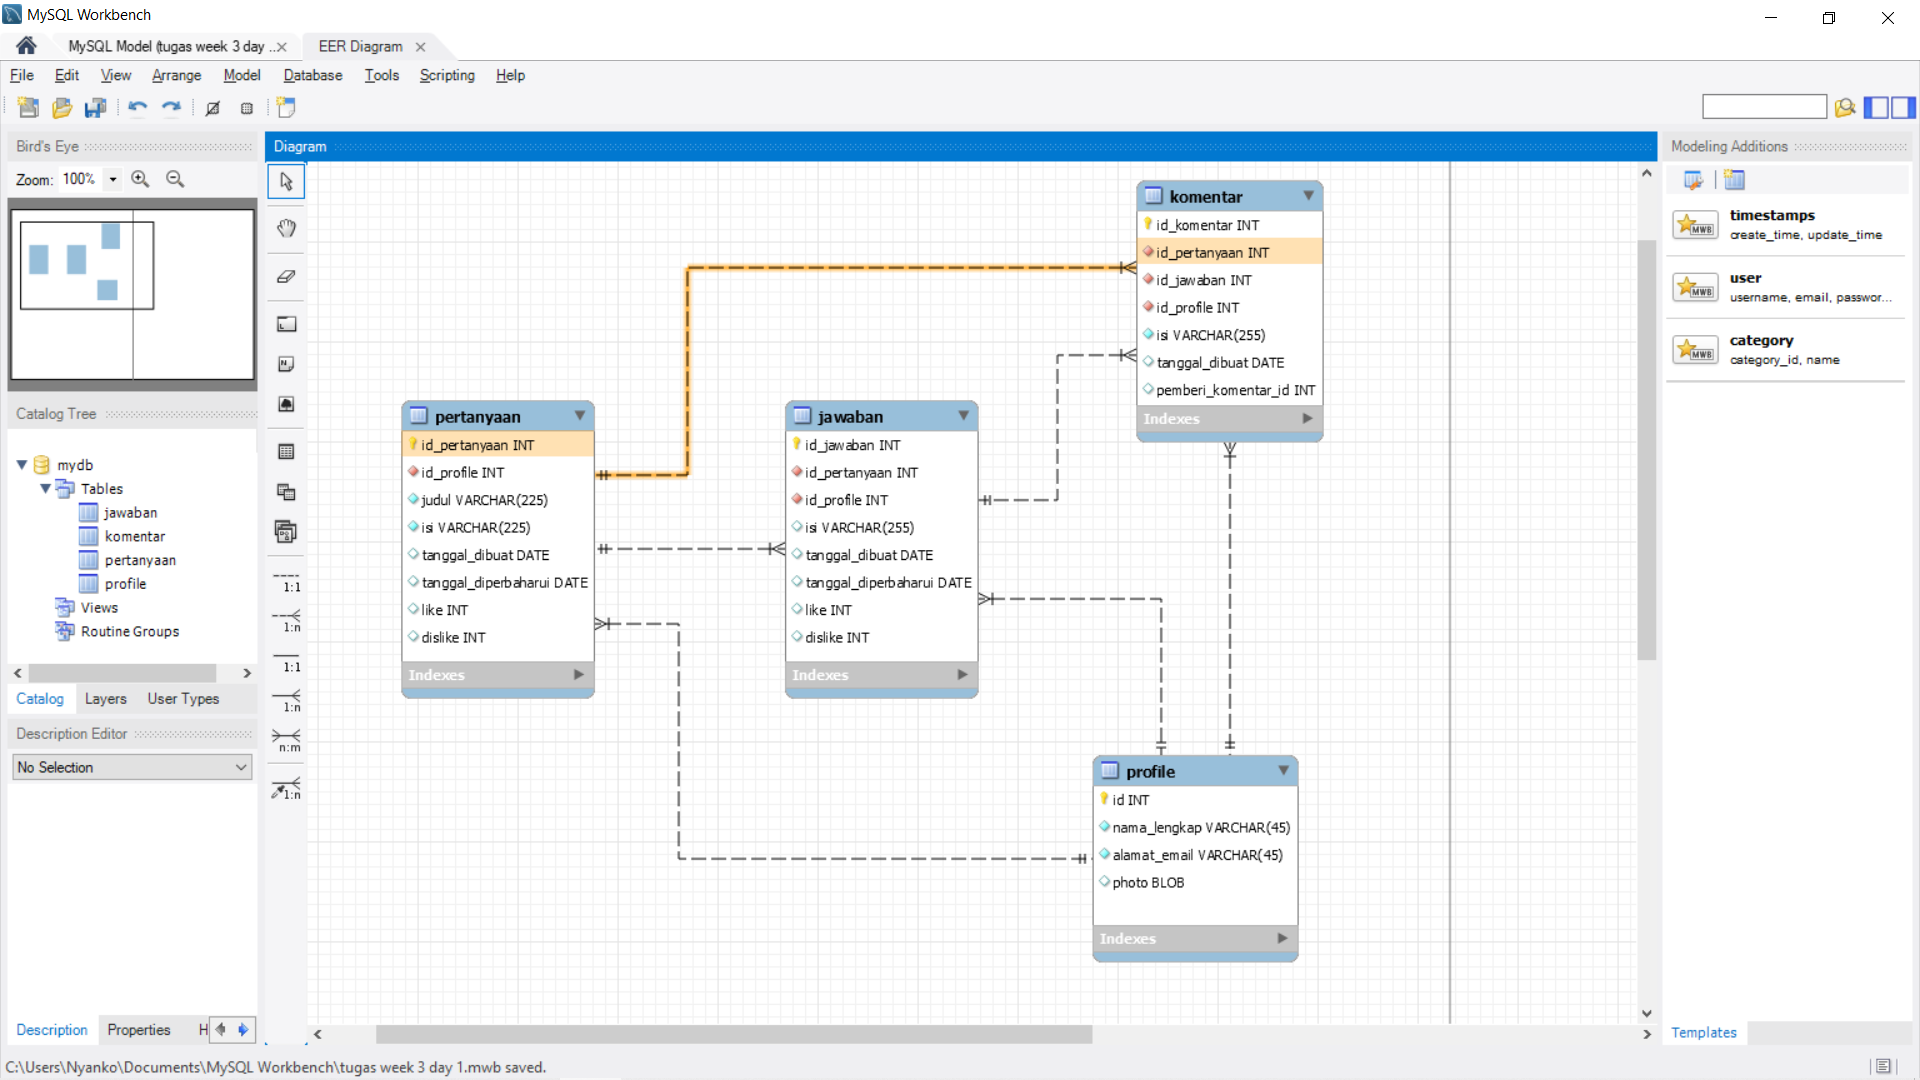 MySQL Workbench
MySQL Model (tugas week 3 day ..
EER Diagram
File Edit View Arrange Model Database Tools Scripting Help
Bird's Eye
Zoom: 100%
Catalog Tree
mydb
Tables
jawaban
komentar
pertanyaan
profile
Views
Routine Groups
Catalog Layers User Types
Description Editor
No Selection
Description Properties H
1:1
1:n
1:1
1:n
n:m
1:n
Diagram
komentar
id_komentar INT
id_pertanyaan INT
id_jawaban INT
id_profile INT
isi VARCHAR(255)
tanggal_dibuat DATE
pemberi_komentar_id INT
Indexes
pertanyaan
id_pertanyaan INT
id_profile INT
judul VARCHAR(225)
isi VARCHAR(225)
tanggal_dibuat DATE
tanggal_diperbaharui DATE
like INT
dislike INT
Indexes
jawaban
id_jawaban INT
id_pertanyaan INT
id_profile INT
isi VARCHAR(255)
tanggal_dibuat DATE
tanggal_diperbaharui DATE
like INT
dislike INT
Indexes
profile
id INT
nama_lengkap VARCHAR(45)
alamat_email VARCHAR(45)
photo BLOB
Indexes
Modeling Additions
MWB
timestamps
create_time, update_time
MWB
user
username, email, passwor...
MWB
category
category_id, name
Templates
C:\Users\Nyanko\Documents\MySQL Workbench\tugas week 3 day 1.mwb saved.